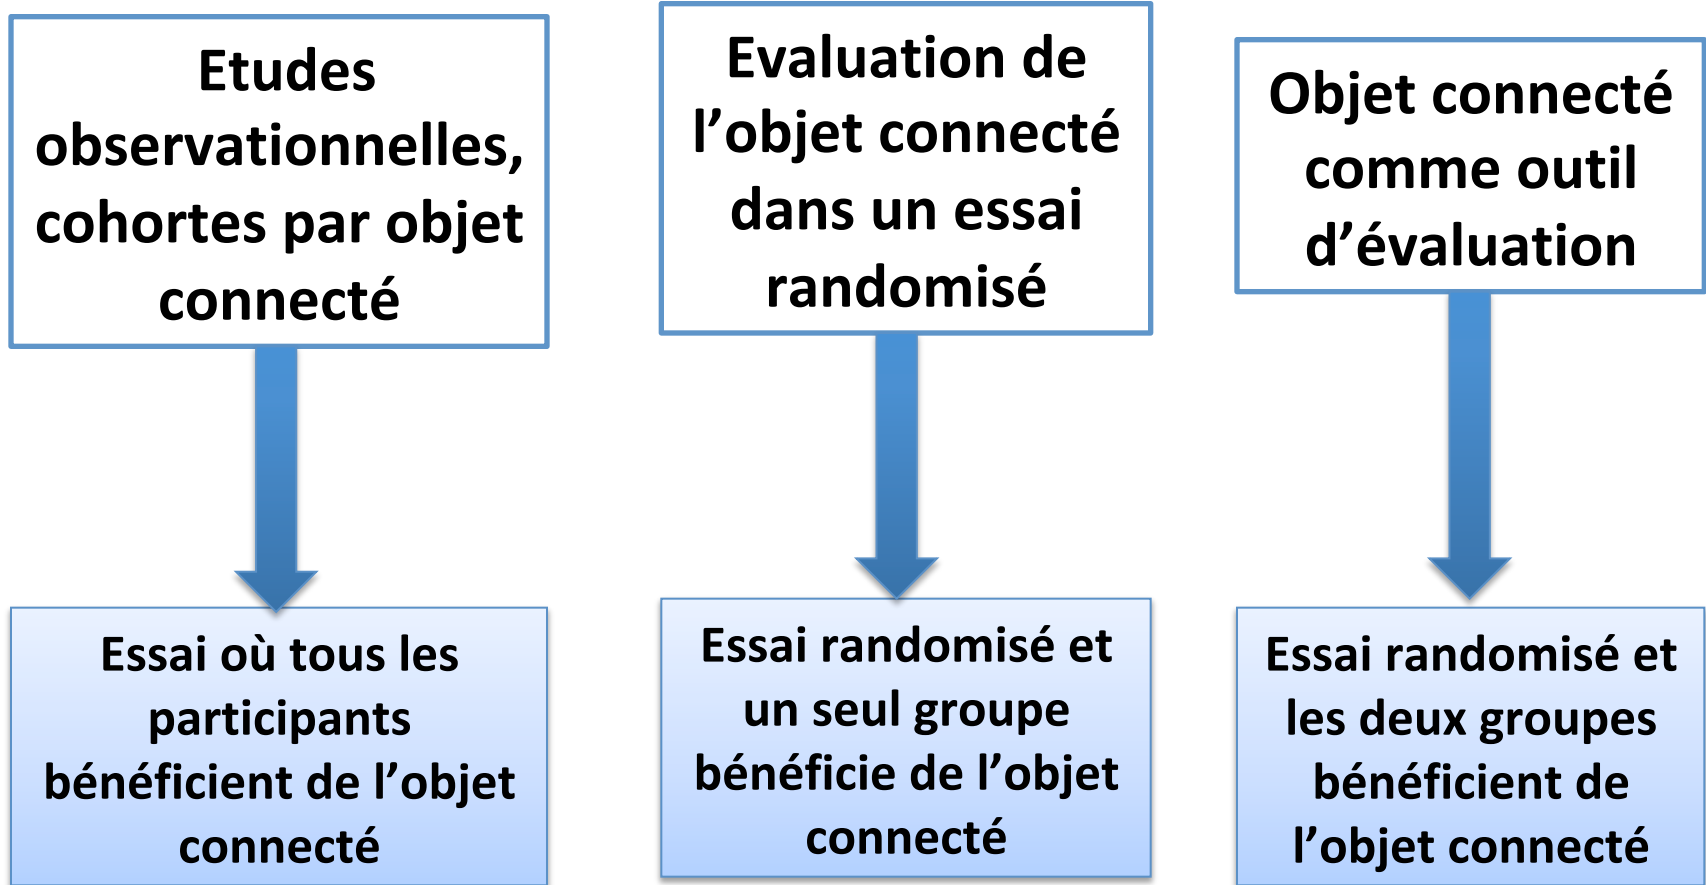 Etudes
observationnelles,
cohortes par objet
connecté
Evaluation de
l’objet connecté
dans un essai
randomisé
Objet connecté
comme outil
d’évaluation
Essai où tous les
participants
bénéficient de l’objet
connecté
Essai randomisé et
un seul groupe
bénéficie de l’objet
connecté
Essai randomisé et
les deux groupes
bénéficient de
l’objet connecté